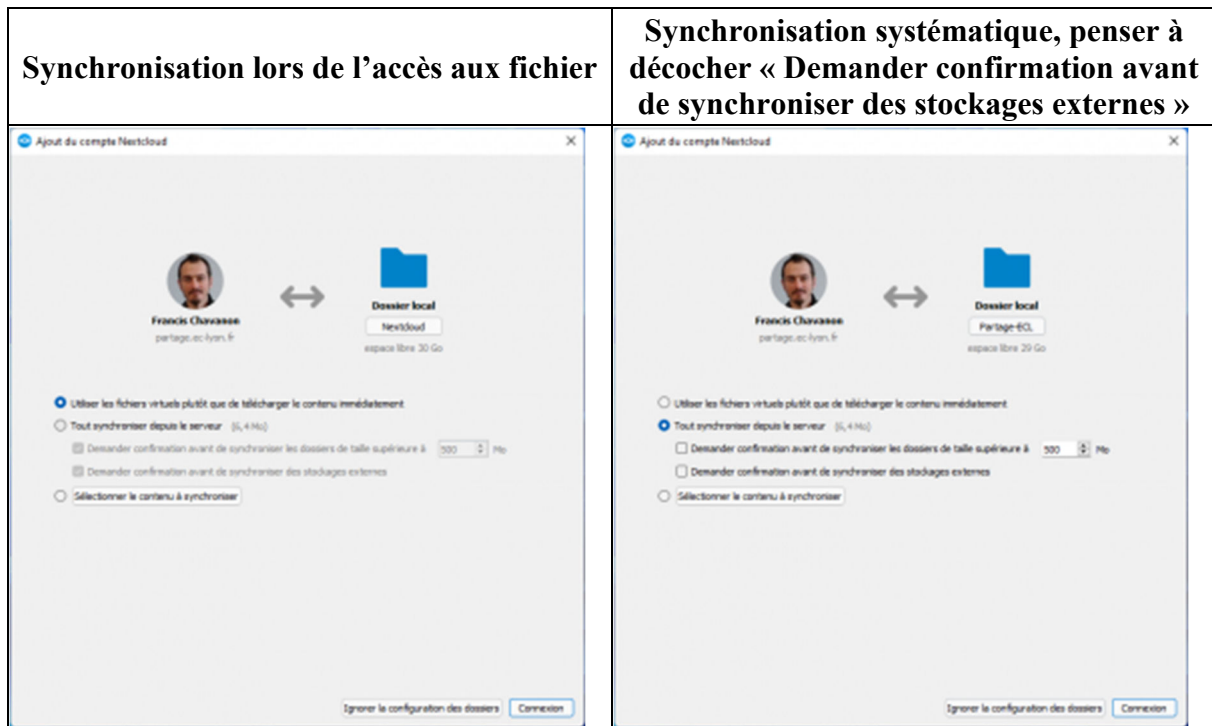 Synchronisation lors de l’accès aux fichier
Synchronisation systématique, penser à
décocher « Demander confirmation avant
de synchroniser des stockages externes »
Ajout du compte Nextcloud
Francis Chavanon
partage.ec-lyon.fr
Dossier local
Nextcloud
espace libre 30 Go
Utiliser les fichiers virtuels plutôt que de télécharger le contenu immédiatement
Tout synchroniser depuis le serveur (6,4 Mo)
Demander confirmation avant de synchroniser les dossiers de taille supérieure à 500 Mo
Demander confirmation avant de synchroniser des stockages externes
Sélectionner le contenu à synchroniser
Ignorer la configuration des dossiers Connexion
Ajout du compte Nextcloud
Francis Chavanon
partage.ec-lyon.fr
Dossier local
Partage-ECL
espace libre 29 Go
Utiliser les fichiers virtuels plutôt que de télécharger le contenu immédiatement
Tout synchroniser depuis le serveur (6,4 Mo)
Demander confirmation avant de synchroniser les dossiers de taille supérieure à 500 Mo
Demander confirmation avant de synchroniser des stockages externes
Sélectionner le contenu à synchroniser
Ignorer la configuration des dossiers Connexion